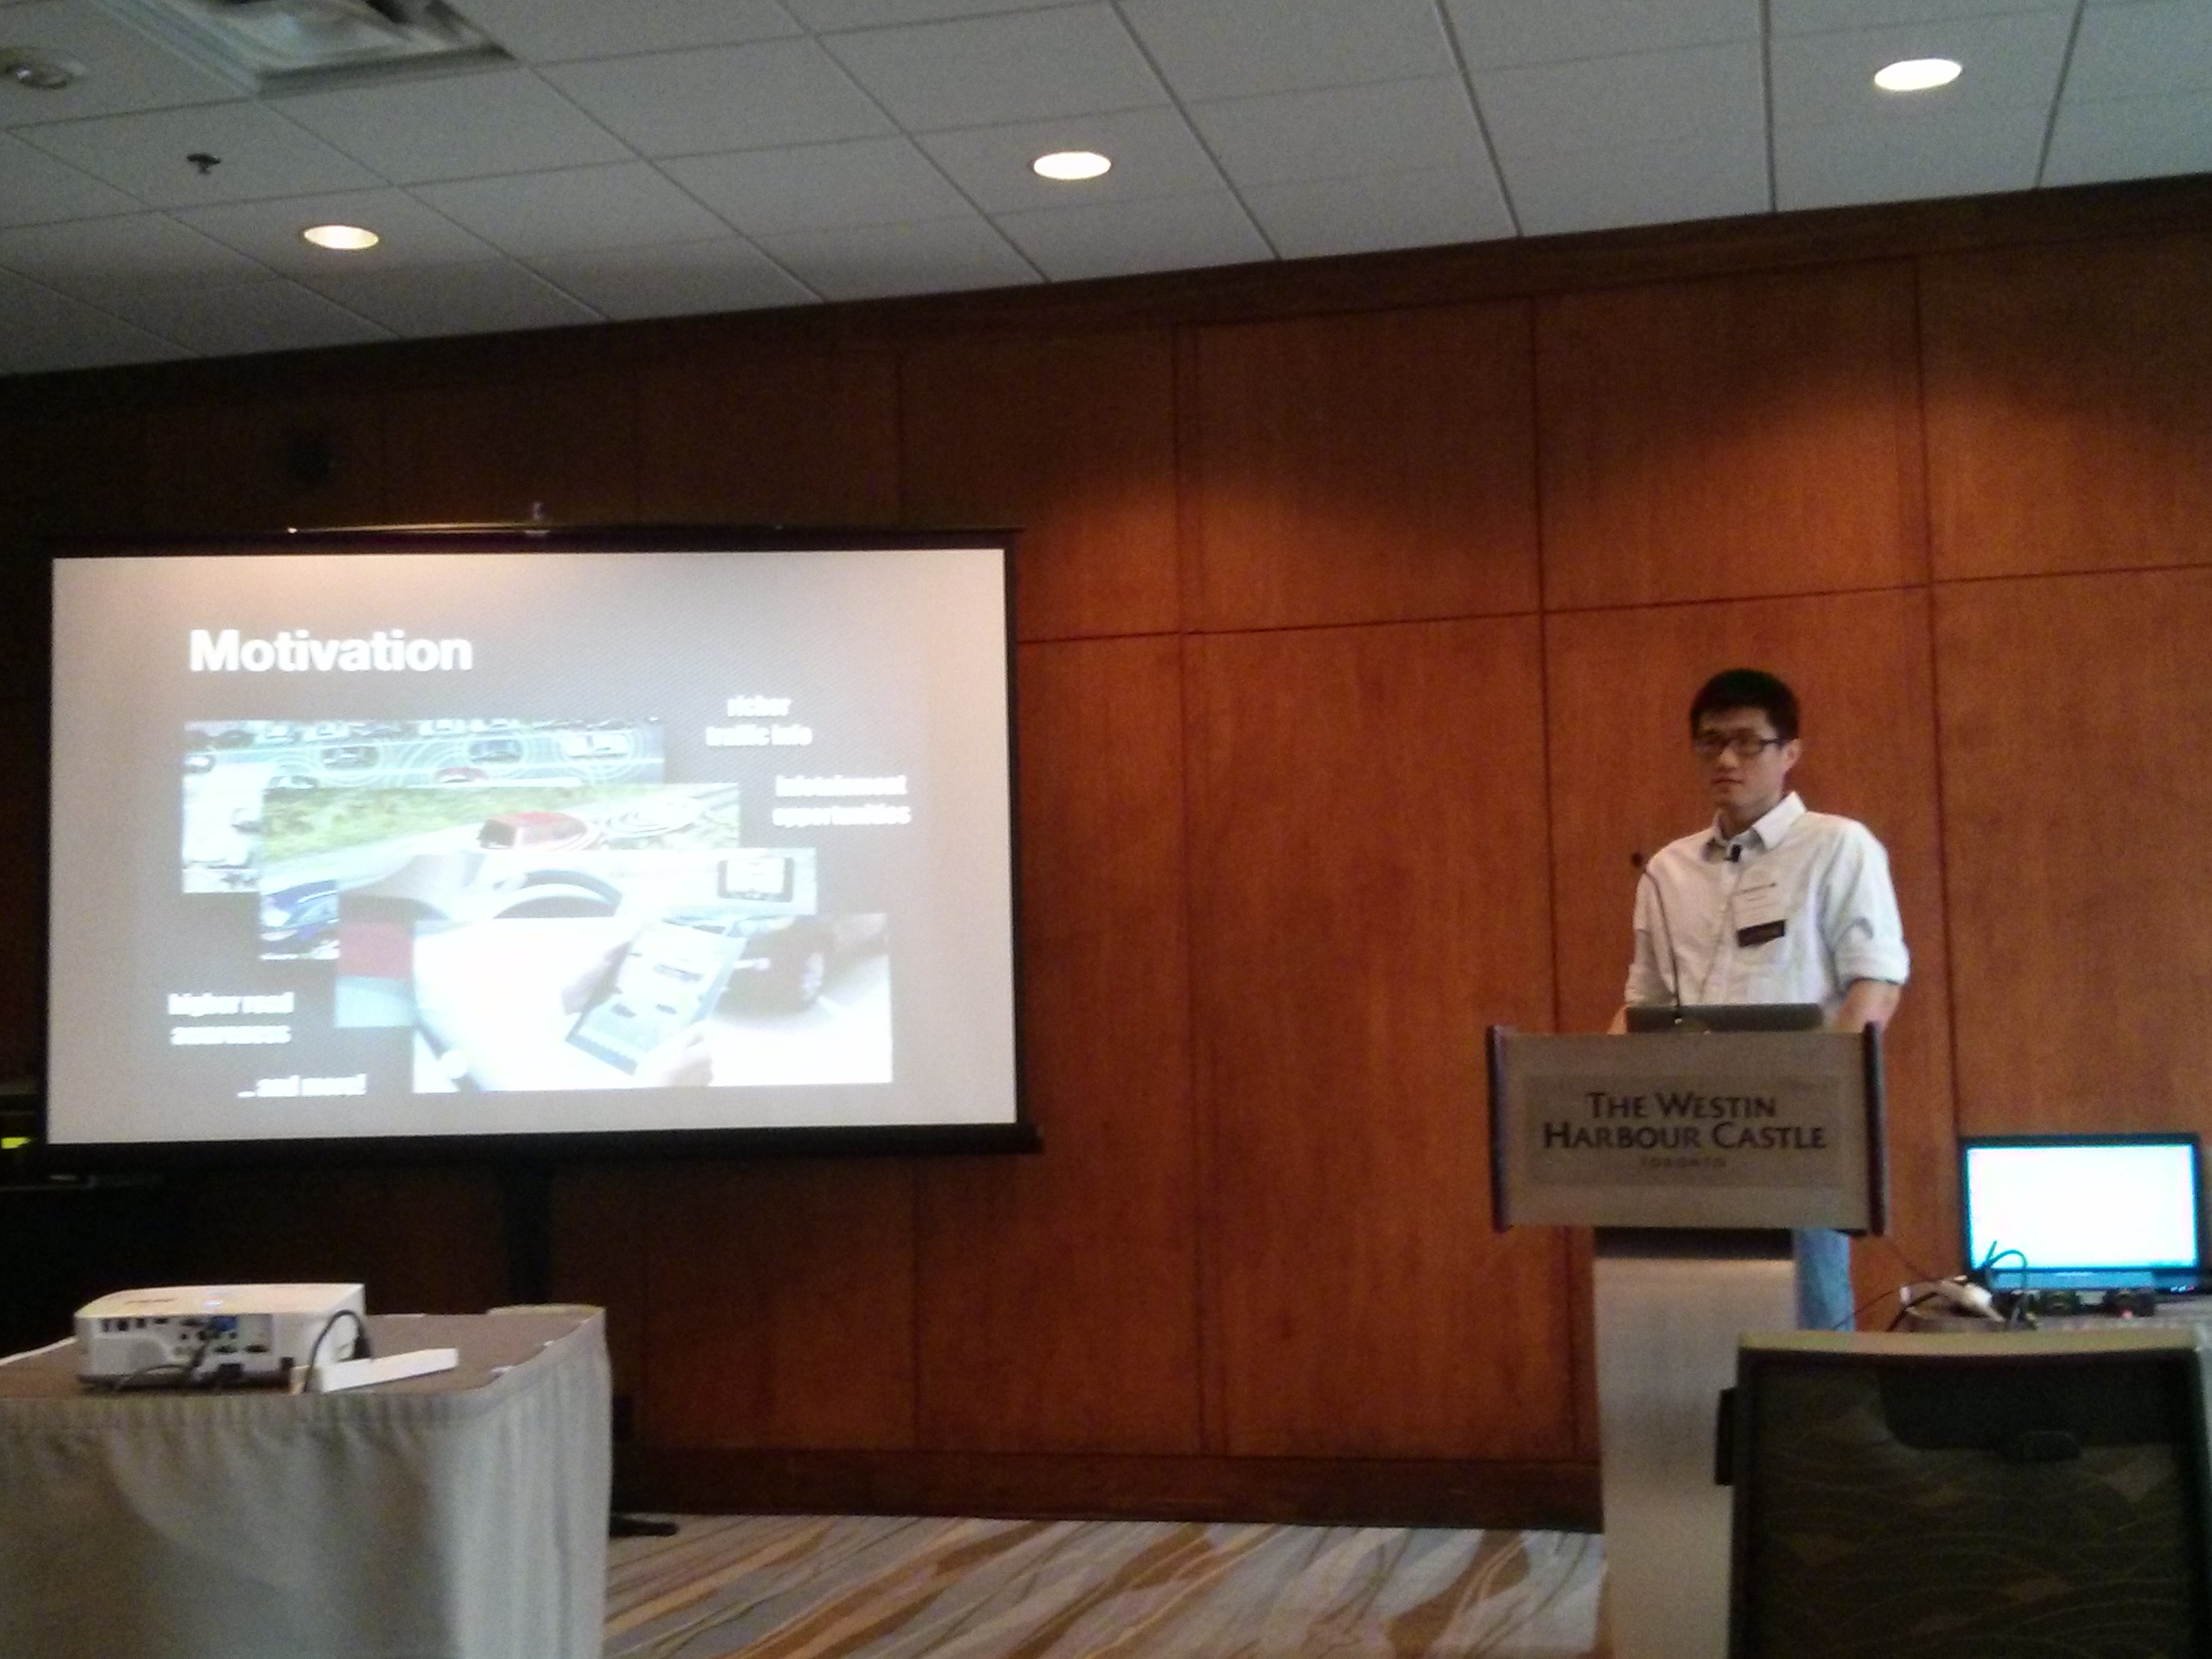 Motivation
richer
traffic info
infotainment
opportunities
higher road
awareness
... and more!
THE WESTIN
HARBOUR CASTLE
TORONTO